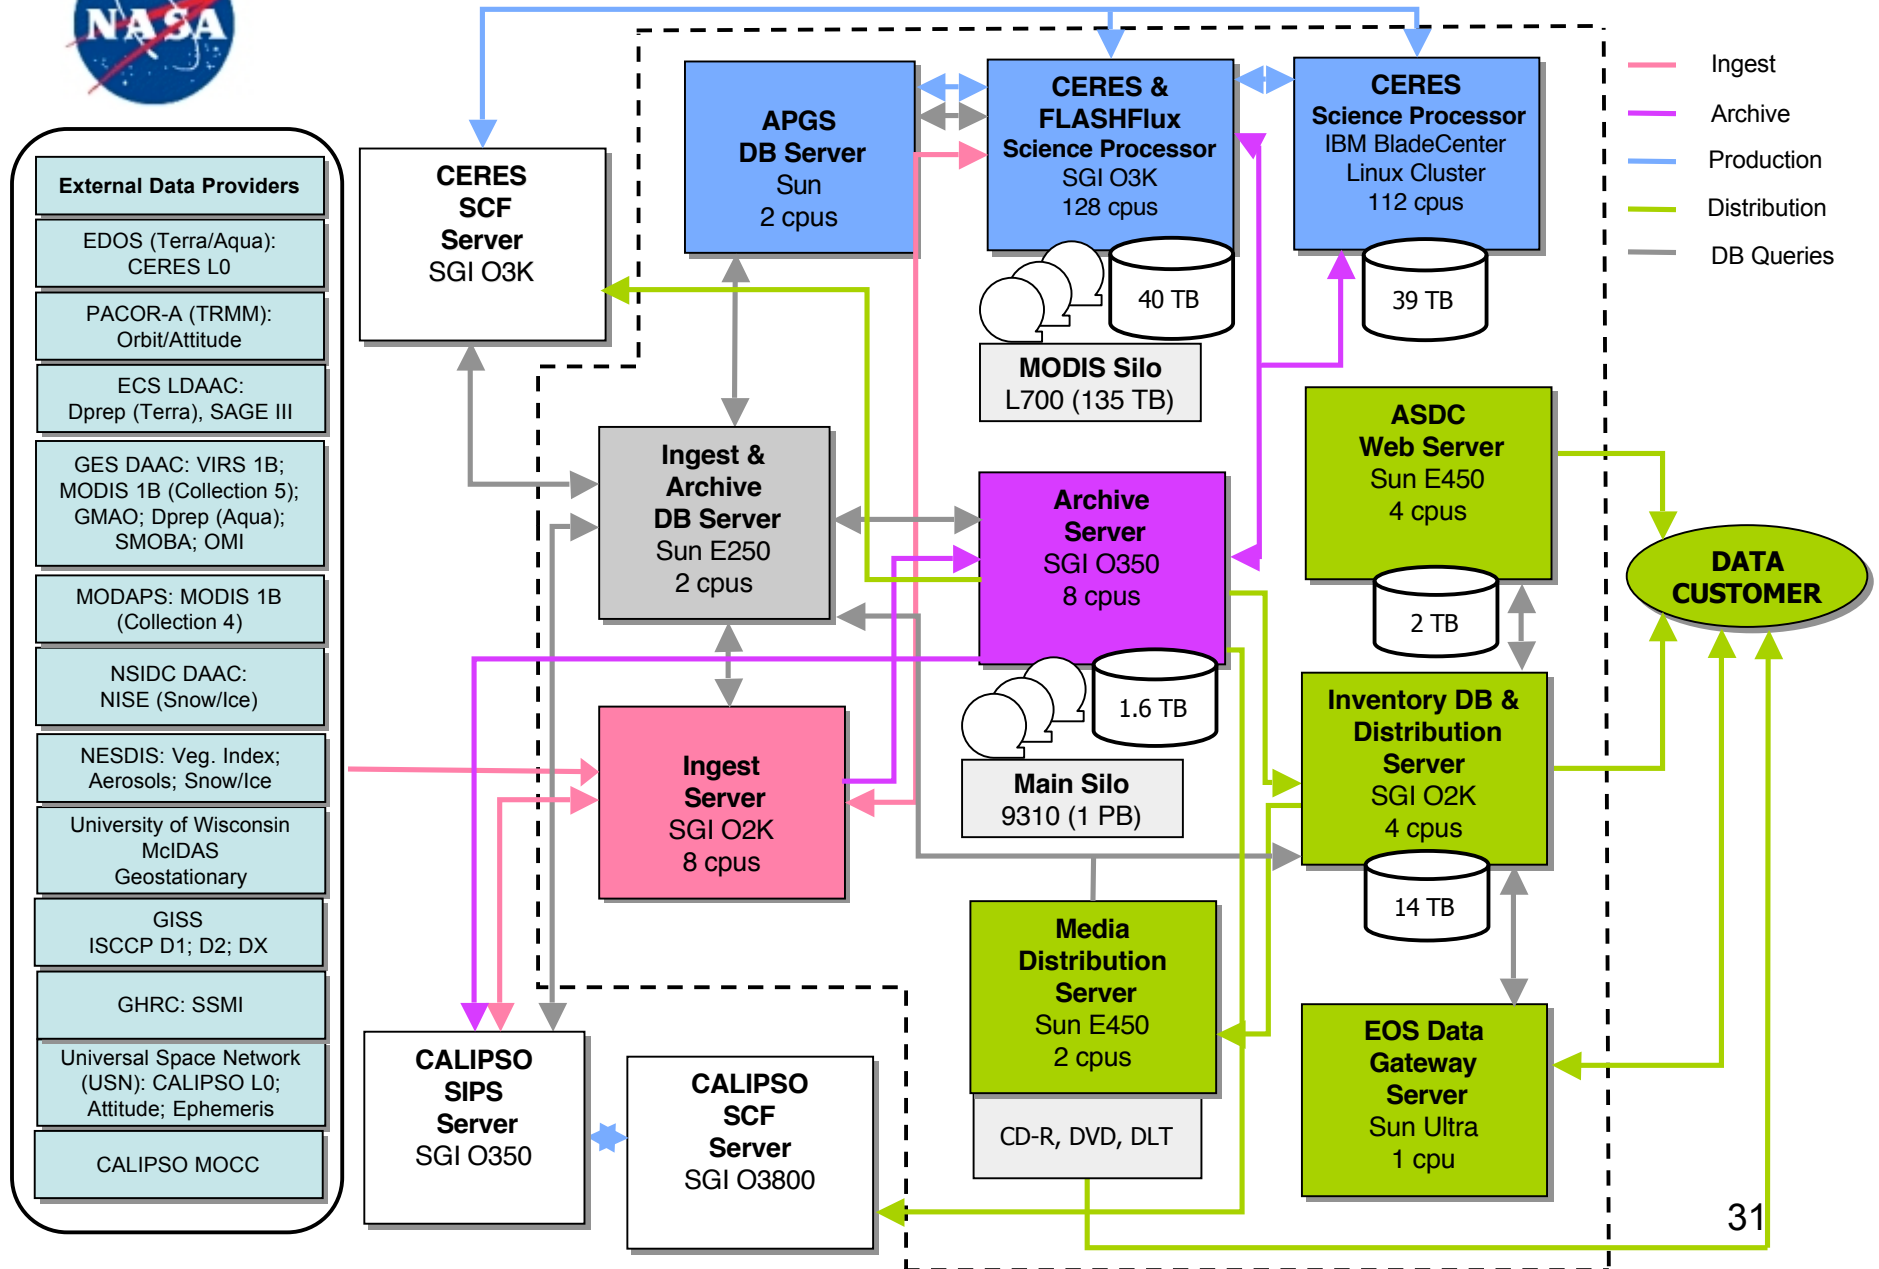 NASA
External Data Providers
EDOS (Terra/Aqua):
CERES L0
PACOR-A (TRMM):
Orbit/Attitude
ECS LDAAC:
Dprep (Terra), SAGE III
GES DAAC: VIRS 1B;
MODIS 1B (Collection 5);
GMAO; Dprep (Aqua);
SMOBA; OMI
MODAPS: MODIS 1B
(Collection 4)
NSIDC DAAC:
NISE (Snow/Ice)
NESDIS: Veg. Index;
Aerosols; Snow/Ice
University of Wisconsin
McIDAS
Geostationary
GISS
ISCCP D1; D2; DX
GHRC: SSMI
Universal Space Network
(USN): CALIPSO L0;
Attitude; Ephemeris
CALIPSO MOCC
CERES
SCF
Server
SGI O3K
APGS
DB Server
Sun
2 cpus
CERES &
FLASHFlux
Science Processor
SGI O3K
128 cpus
40 TB
MODIS Silo
L700 (135 TB)
CERES
Science Processor
IBM BladeCenter
Linux Cluster
112 cpus
39 TB
Ingest
Archive
Production
Distribution
DB Queries
Ingest &
Archive
DB Server
Sun E250
2 cpus
Archive
Server
SGI O350
8 cpus
1.6 TB
Main Silo
9310 (1 PB)
ASDC
Web Server
Sun E450
4 cpus
2 TB
DATA
CUSTOMER
Ingest
Server
SGI O2K
8 cpus
Inventory DB &
Distribution
Server
SGI O2K
4 cpus
14 TB
Media
Distribution
Server
Sun E450
2 cpus
CD-R, DVD, DLT
EOS Data
Gateway
Server
Sun Ultra
1 cpu
CALIPSO
SIPS
Server
SGI O350
CALIPSO
SCF
Server
SGI O3800
31